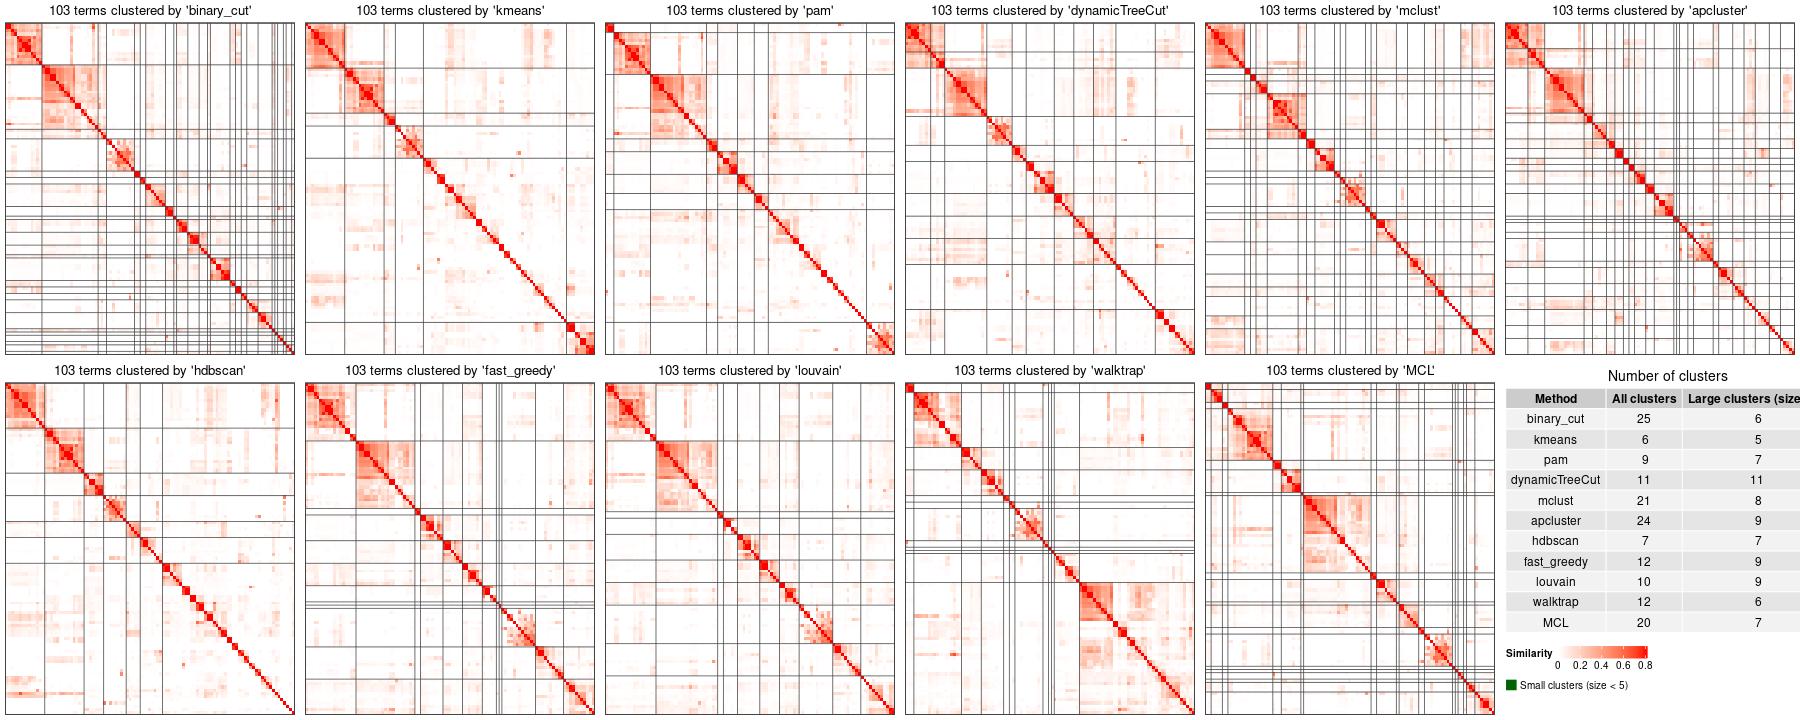 103 terms clustered by 'binary_cut'
103 terms clustered by 'kmeans'
103 terms clustered by 'pam'
103 terms clustered by 'dynamicTreeCut'
103 terms clustered by 'mclust'
103 terms clustered by 'apcluster'
103 terms clustered by 'hdbscan'
103 terms clustered by 'fast_greedy'
103 terms clustered by 'louvain'
103 terms clustered by 'walktrap'
103 terms clustered by 'MCL'
Number of clusters
Method All clusters Large clusters (size
binary_cut 25 6
kmeans 6 5
pam 9 7
dynamicTreeCut 11 11
mclust 21 8
apcluster 24 9
hdbscan 7 7
fast_greedy 12 9
louvain 10 9
walktrap 12 6
MCL 20 7
Similarity
0 0.2 0.4 0.6 0.8
Small clusters (size < 5)